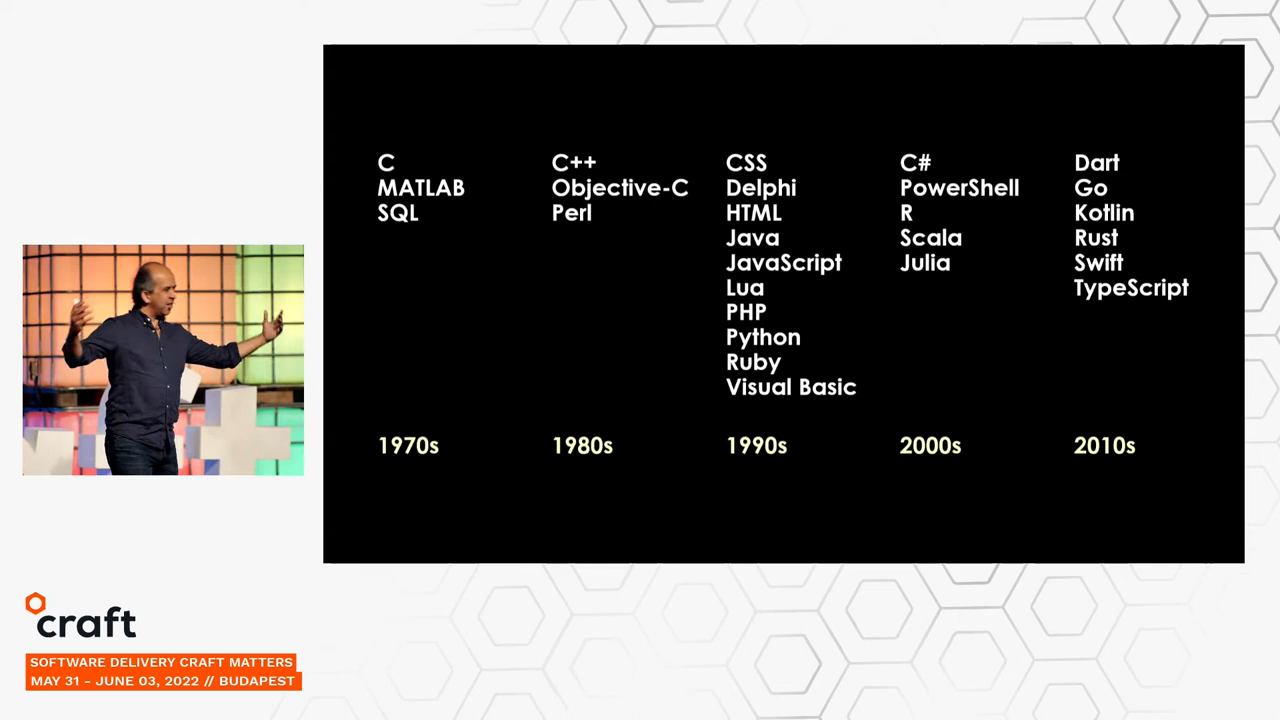 C
MATLAB
SQL
C++
Objective-C
Perl
CSS
Delphi
HTML
Java
JavaScript
Lua
PHP
Python
Ruby
Visual Basic
C#
PowerShell
R
Scala
Julia
Dart
Go
Kotlin
Rust
Swift
TypeScript
1970s
1980s
1990s
2000s
2010s
craft
SOFTWARE DELIVERY CRAFT MATTERS
MAY 31 - JUNE 03, 2022 // BUDAPEST